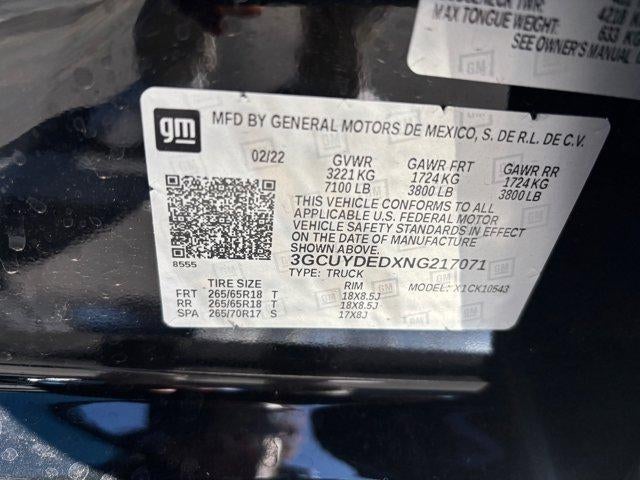 TWR:
MAX TONGUE WEIGHT:
4218
633 KG
SEE OWNER'S MANUAL
gm
MFD BY GENERAL MOTORS DE MEXICO, S. DE R.L. DE C.V.
02/22 GVWR GAWR FRT GAWR RR
3221 KG 1724 KG 1724 KG
7100 LB 3800 LB 3800 LB
THIS VEHICLE CONFORMS TO ALL
APPLICABLE U.S. FEDERAL MOTOR
VEHICLE SAFETY STANDARDS IN EFFECT
ON THE DATE OF MANUFACTURE
SHOWN ABOVE.
8555 3GCUYDEDXNG217071
TYPE: TRUCK MODEL: X1CK10543
TIRE SIZE RIM
FRT 265/65R18 T 18X8.5J
RR 265/65R18 T 18X8.5J
SPA 265/70R17 S 17X8J